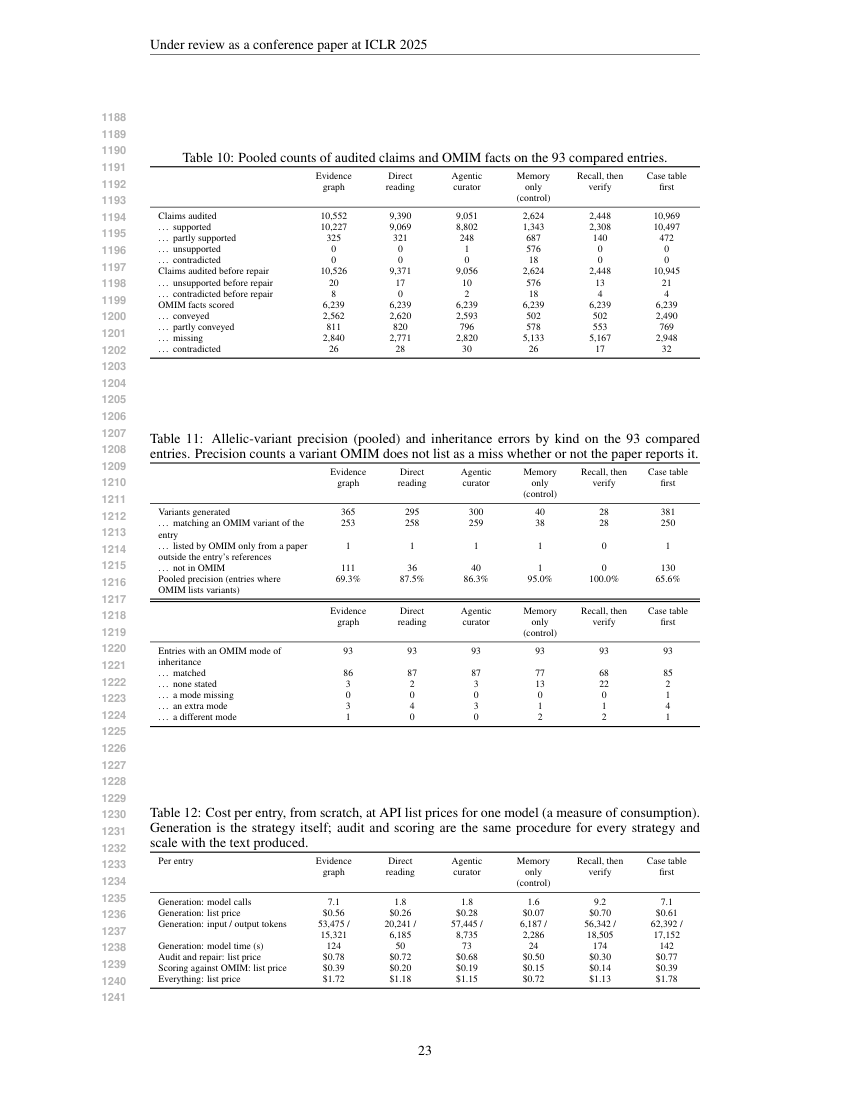 Under review as a conference paper at ICLR 2025
1188
1189
1190
1191
1192
1193
1194
1195
1196
1197
1198
1199
1200
1201
1202
1203
1204
1205
1206
1207
1208
1209
1210
1211
1212
1213
1214
1215
1216
1217
1218
1219
1220
1221
1222
1223
1224
1225
1226
1227
1228
1229
1230
1231
1232
1233
1234
1235
1236
1237
1238
1239
1240
1241
Table 10: Pooled counts of audited claims and OMIM facts on the 93 compared entries.
Evidence Direct Agentic Memory Recall, then Case table
graph reading curator only verify first
(control)
Claims audited 10,552 9,390 9,051 2,624 2,448 10,969
... supported 10,227 9,069 8,802 1,343 2,308 10,497
... partly supported 325 321 248 687 140 472
... unsupported 0 0 1 576 0 0
... contradicted 0 0 0 18 0 0
Claims audited before repair 10,526 9,371 9,056 2,624 2,448 10,945
... unsupported before repair 20 17 10 576 13 21
... contradicted before repair 8 0 2 18 4 4
OMIM facts scored 6,239 6,239 6,239 6,239 6,239 6,239
... conveyed 2,562 2,620 2,593 502 502 2,490
... partly conveyed 811 820 796 578 553 769
... missing 2,840 2,771 2,820 5,133 5,167 2,948
... contradicted 26 28 30 26 17 32
Table 11: Allelic-variant precision (pooled) and inheritance errors by kind on the 93 compared
entries. Precision counts a variant OMIM does not list as a miss whether or not the paper reports it.
Evidence Direct Agentic Memory Recall, then Case table
graph reading curator only verify first
(control)
Variants generated 365 295 300 40 28 381
... matching an OMIM variant of the 253 258 259 38 28 250
entry
... listed by OMIM only from a paper 1 1 1 1 0 1
outside the entry's references
... not in OMIM 111 36 40 1 0 130
Pooled precision (entries where 69.3% 87.5% 86.3% 95.0% 100.0% 65.6%
OMIM lists variants)
Evidence Direct Agentic Memory Recall, then Case table
graph reading curator only verify first
(control)
Entries with an OMIM mode of 93 93 93 93 93 93
inheritance
... matched 86 87 87 77 68 85
... none stated 3 2 3 13 22 2
... a mode missing 0 0 0 0 0 1
... an extra mode 3 4 3 1 1 4
... a different mode 1 0 0 2 2 1
Table 12: Cost per entry, from scratch, at API list prices for one model (a measure of consumption).
Generation is the strategy itself; audit and scoring are the same procedure for every strategy and
scale with the text produced.
Per entry Evidence Direct Agentic Memory Recall, then Case table
graph reading curator only verify first
(control)
Generation: model calls 7.1 1.8 1.8 1.6 9.2 7.1
Generation: list price $0.56 $0.26 $0.28 $0.07 $0.70 $0.61
Generation: input / output tokens 53,475 / 20,241 / 57,445 / 6,187 / 56,342 / 62,392 /
15,321 6,185 8,735 2,286 18,505 17,152
Generation: model time (s) 124 50 73 24 174 142
Audit and repair: list price $0.78 $0.72 $0.68 $0.50 $0.30 $0.77
Scoring against OMIM: list price $0.39 $0.20 $0.19 $0.15 $0.14 $0.39
Everything: list price $1.72 $1.18 $1.15 $0.72 $1.13 $1.78
23